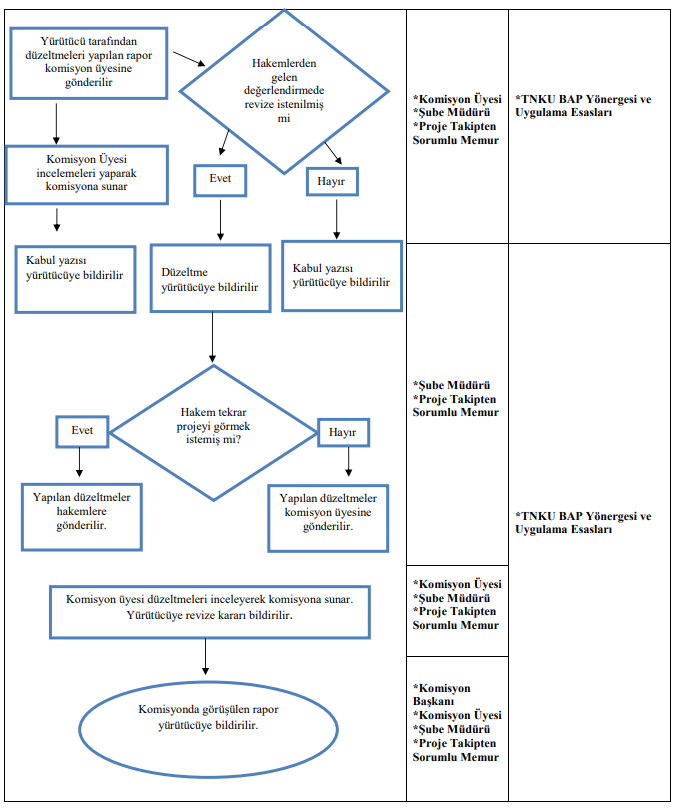 Yürütücü tarafından
düzeltmeleri yapılan rapor
komisyon üyesine
gönderilir
Hakemlerden
gelen
değerlendirmede
revize istenilmiş
mi
*Komisyon Üyesi
*Şube Müdürü
*Proje Takipten
Sorumlu Memur
*TNKU BAP Yönergesi ve
Uygulama Esasları
Komisyon Üyesi
incelemeleri yaparak
komisyona sunar
Evet
Hayır
Kabul yazısı
yürütücüye bildirilir
Düzeltme
yürütücüye bildirilir
Kabul yazısı
yürütücüye bildirilir
*Şube Müdürü
*Proje Takipten
Sorumlu Memur
Hakem tekrar
projeyi görmek
istemiş mi?
Evet
Hayır
Yapılan düzeltmeler
hakemlere
gönderilir.
Yapılan düzeltmeler
komisyon üyesine
gönderilir.
*TNKU BAP Yönergesi ve
Uygulama Esasları
Komisyon üyesi düzeltmeleri inceleyerek komisyona sunar.
Yürütücüye revize kararı bildirilir.
*Komisyon Üyesi
*Şube Müdürü
*Proje Takipten
Sorumlu Memur
Komisyonda görüşülen rapor
yürütücüye bildirilir.
*Komisyon
Başkanı
*Komisyon Üyesi
*Şube Müdürü
*Proje Takipten
Sorumlu Memur